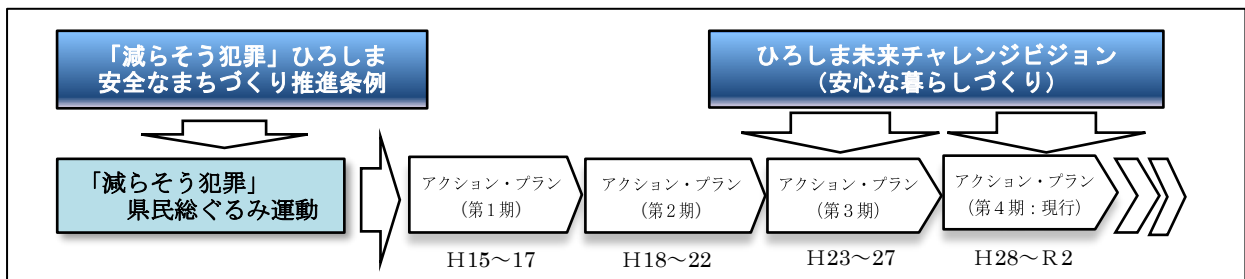 「減らそう犯罪」ひろしま
安全なまちづくり推進条例
ひろしま未来チャレンジビジョン
（安心な暮らしづくり）
「減らそう犯罪」
県民総ぐるみ運動
アクション・プラン
（第１期）
アクション・プラン
（第２期）
アクション・プラン
（第３期）
アクション・プラン
（第４期：現行）
H15～17
H18～22
H23～27
H28～R２